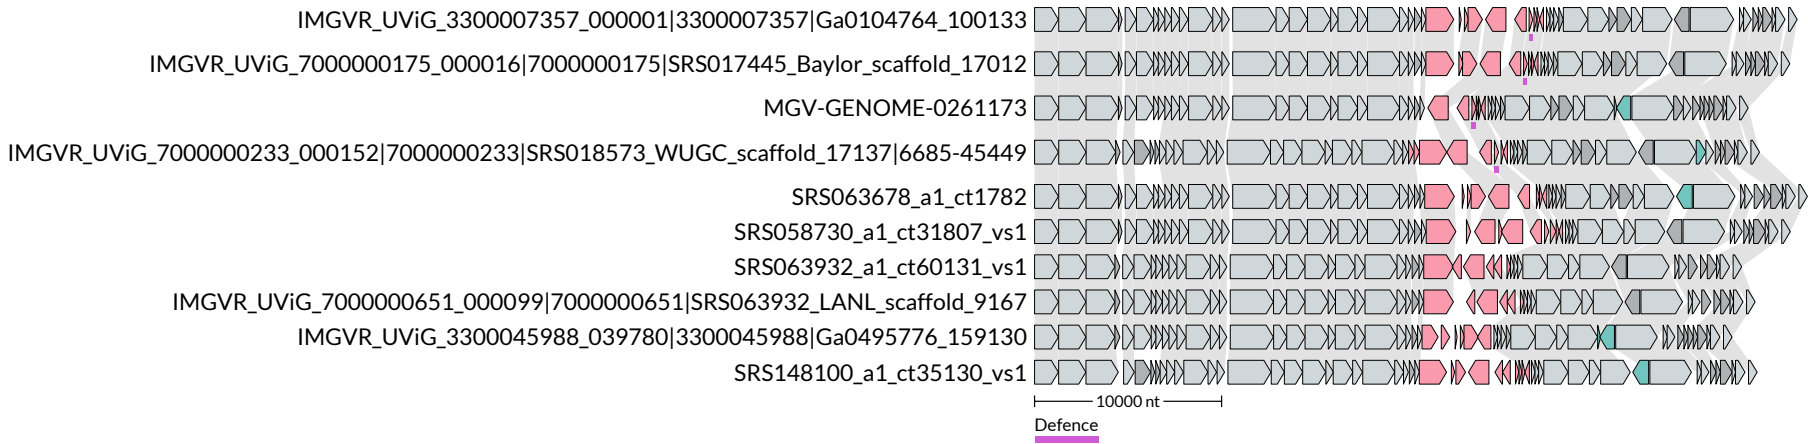 IMGVR_UViG_3300007357_000001|3300007357|Ga0104764_100133
IMGVR_UViG_7000000175_000016|7000000175|SRS017445_Baylor_scaffold_17012
MGV-GENOME-0261173
IMGVR_UViG_7000000233_000152|7000000233|SRS018573_WUGC_scaffold_17137|6685-45449
SRS063678_a1_ct1782
SRS058730_a1_ct31807_vs1
SRS063932_a1_ct60131_vs1
IMGVR_UViG_7000000651_000099|7000000651|SRS063932_LANL_scaffold_9167
IMGVR_UViG_3300045988_039780|3300045988|Ga0495776_159130
SRS148100_a1_ct35130_vs1
10000 nt
Defence